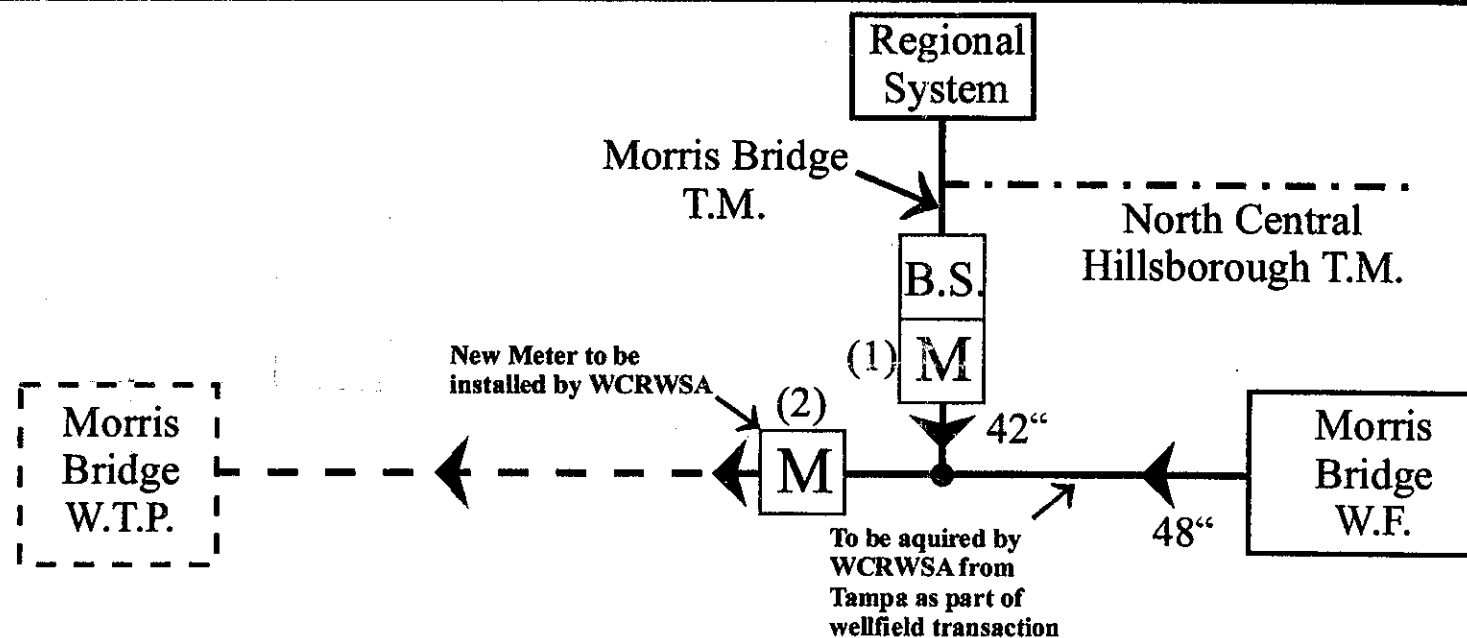 Regional
System
Morris Bridge
T.M.
North Central
Hillsborough T.M.
B.S.
(1)
M
42“
New Meter to be
installed by WCRWSA
(2)
M
Morris
Bridge
W.T.P.
Morris
Bridge
W.F.
48“
To be aquired by
WCRWSA from
Tampa as part of
wellfield transaction